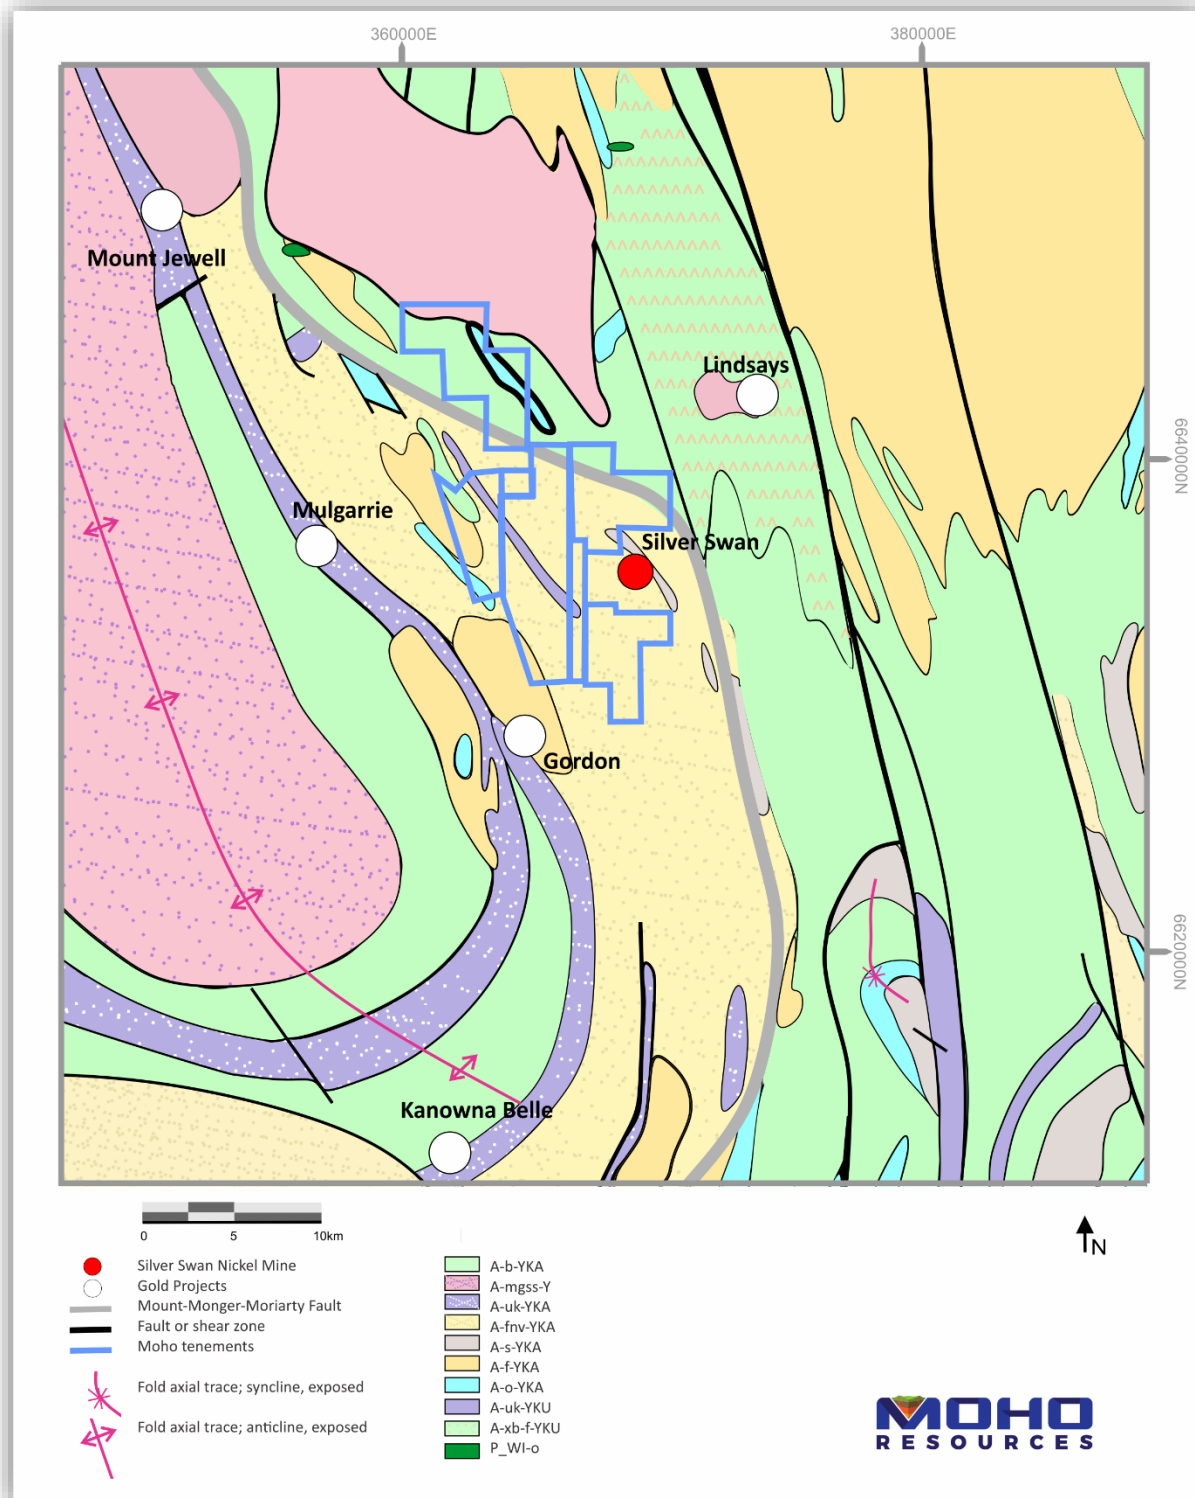 360000E
380000E
Mount Jewell
Lindsays
6640000N
Mulgarrie
Silver Swan
Gordon
6620000N
Kanowna Belle
0 5 10km
N
Silver Swan Nickel Mine
Gold Projects
Mount-Monger-Moriarty Fault
Fault or shear zone
Moho tenements
Fold axial trace; syncline, exposed
Fold axial trace; anticline, exposed
A-b-YKA
A-mgss-Y
A-uk-YKA
A-fnv-YKA
A-s-YKA
A-f-YKA
A-o-YKA
A-uk-YKU
A-xb-f-YKU
P_WI-o
MOHO
RESOURCES